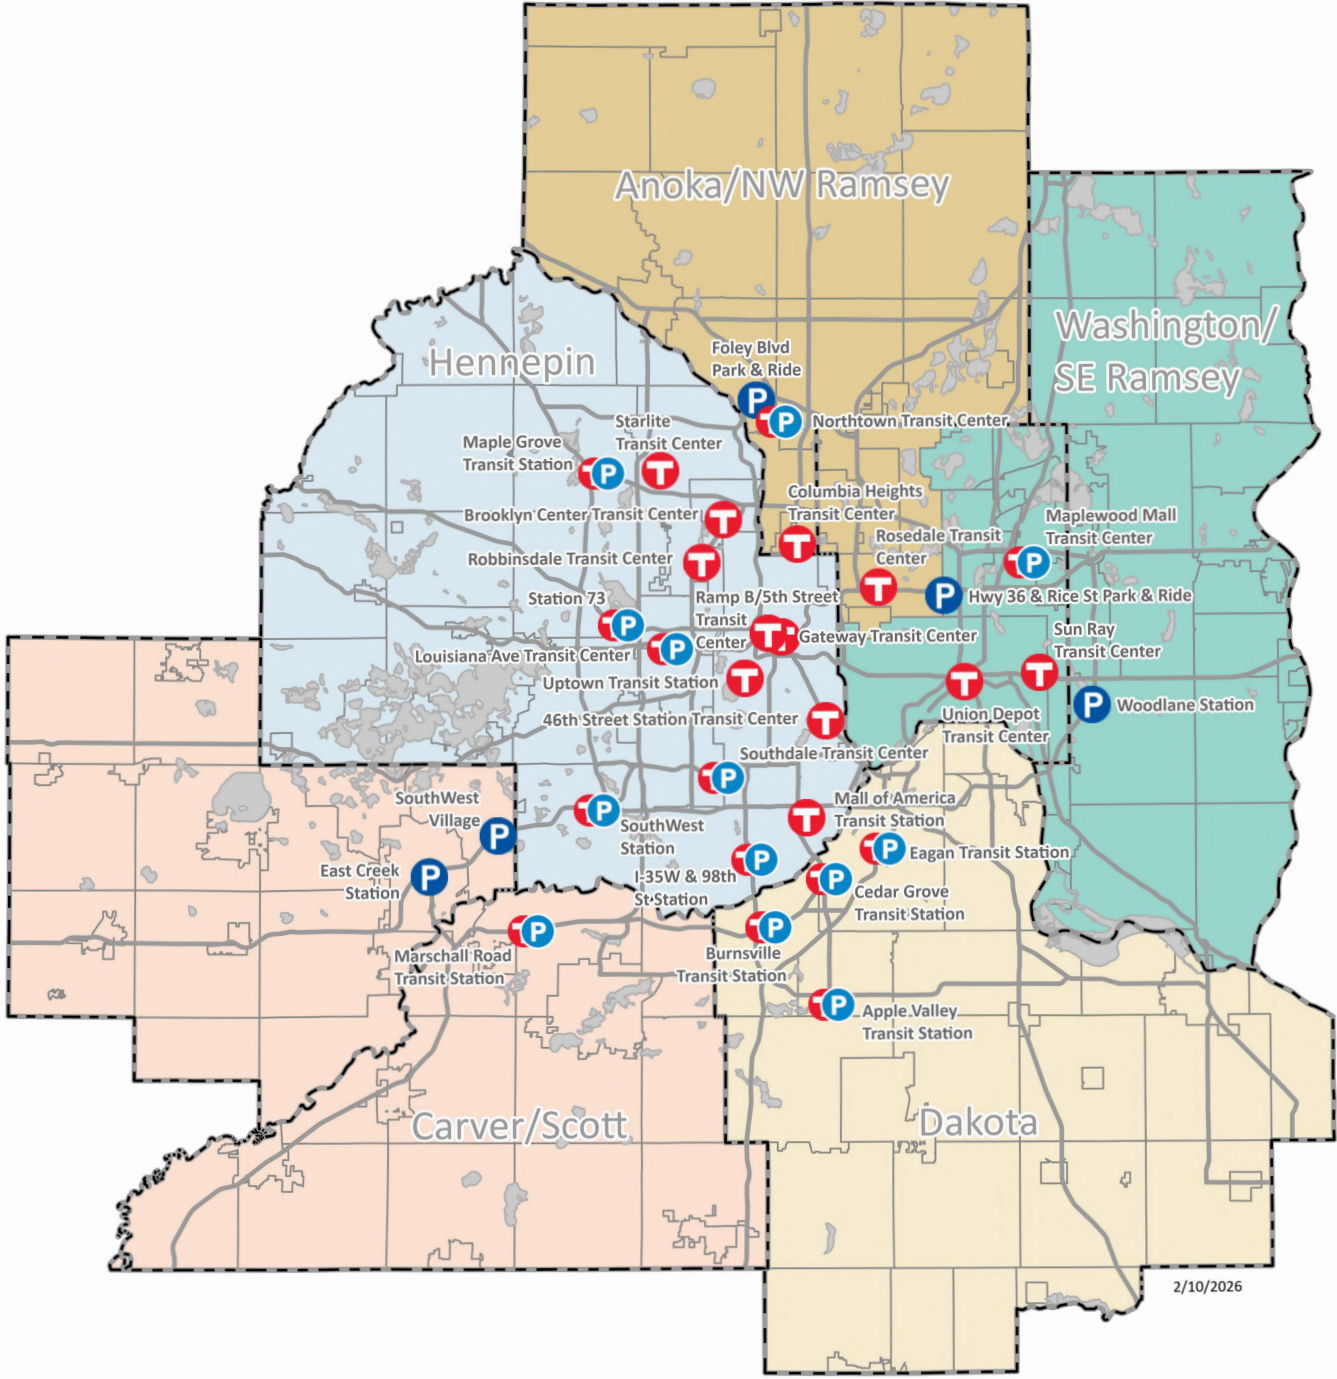 Anoka/NW Ramsey
Washington/
SE Ramsey
Hennepin
Foley Blvd
Park & Ride
P
T P
Northtown Transit Center
Starlite
Transit Center
T
Maple Grove
Transit Station
T P
Columbia Heights
Transit Center
T
Brooklyn Center Transit Center
T
Maplewood Mall
Transit Center
T P
Rosedale Transit
Center
T
Robbinsdale Transit Center
T
P
Hwy 36 & Rice St Park & Ride
Station 73
T P
Ramp B/5th Street
Transit
Center
T
T
Gateway Transit Center
Sun Ray
Transit Center
T
Louisiana Ave Transit Center
T P
Uptown Transit Station
T
T
Union Depot
Transit Center
P
Woodlane Station
46th Street Station Transit Center
T
Southdale Transit Center
T P
SouthWest
Village
P
T P
SouthWest
Station
Mall of America
Transit Station
T
T P
Eagan Transit Station
East Creek
Station
P
I-35W & 98th
St Station
T P
T P
Cedar Grove
Transit Station
T P
Marschall Road
Transit Station
T P
Burnsville
Transit Station
T P
Apple Valley
Transit Station
Carver/Scott
Dakota
2/10/2026